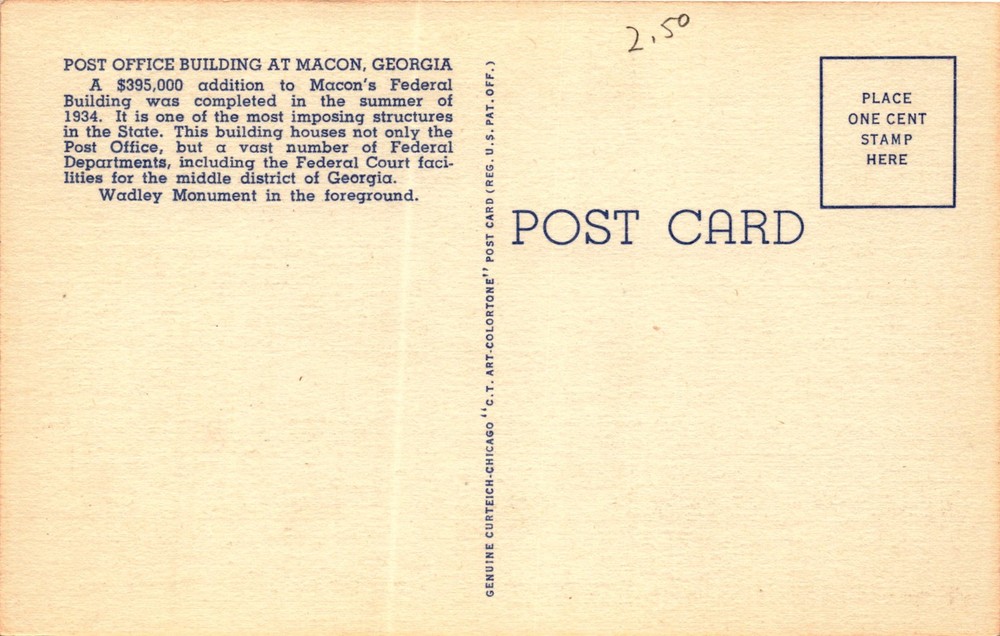 2.50
POST OFFICE BUILDING AT MACON, GEORGIA
A $395,000 addition to Macon's Federal
Building was completed in the summer of
1934. It is one of the most imposing structures
in the State. This building houses not only the
Post Office, but a vast number of Federal
Departments, including the Federal Court faci-
lities for the middle district of Georgia.
Wadley Monument in the foreground.
GENUINE CURTEICH-CHICAGO "C.T. ART-COLORTONE" POST CARD (REG. U.S. PAT. OFF.)
PLACE
ONE CENT
STAMP
HERE
POST CARD